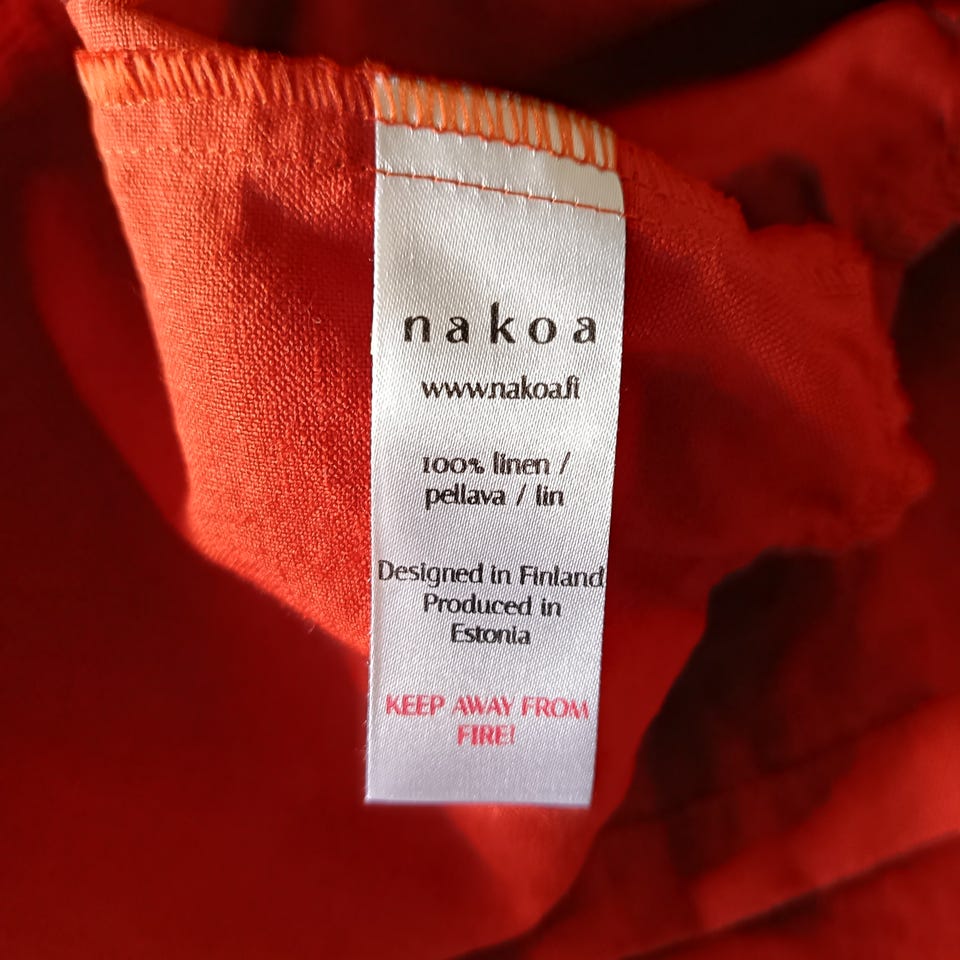 nakoa
www.nakoa.fi
100% linen /
pellava / lin
Designed in Finland
Produced in
Estonia
KEEP AWAY FROM
FIRE!